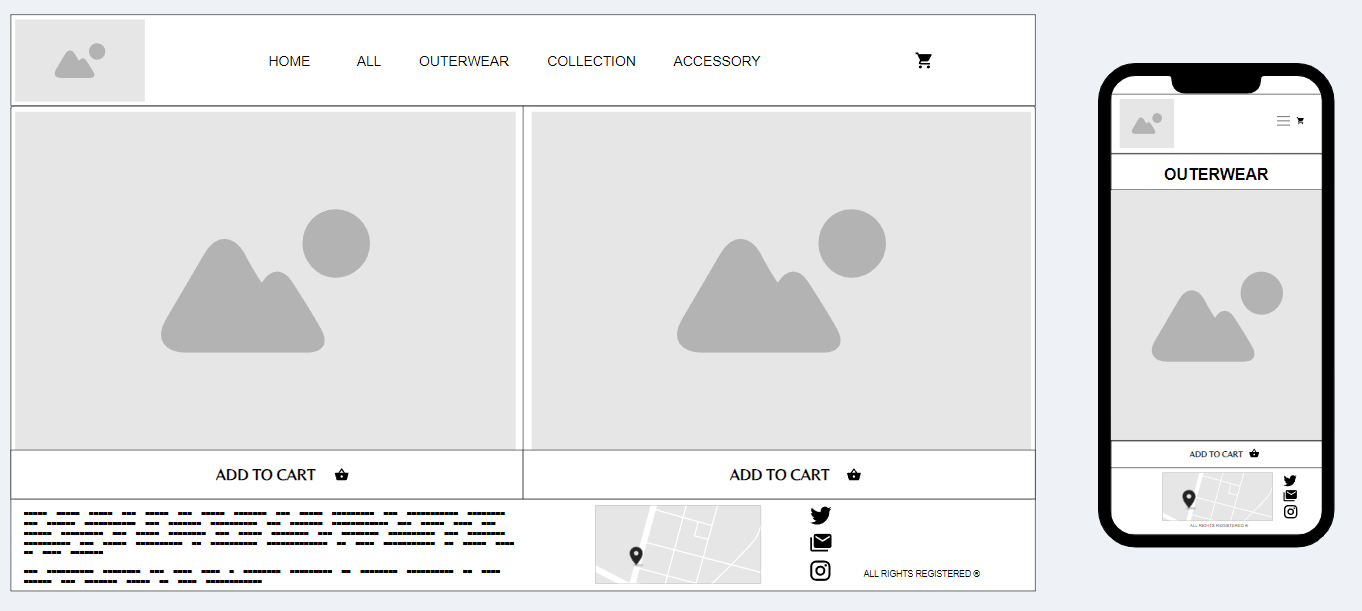 HOME ALL OUTERWEAR COLLECTION ACCESSORY
ADD TO CART ADD TO CART
ALL RIGHTS REGISTERED ®
OUTERWEAR
ADD TO CART
ALL RIGHTS REGISTERED ®